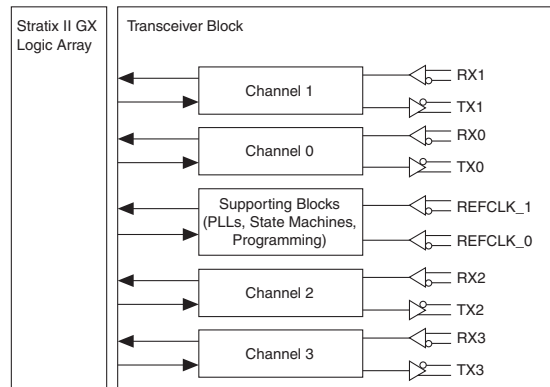 Stratix II GX
Logic Array
Transceiver Block
Channel 1
RX1
TX1
Channel 0
RX0
TX0
Supporting Blocks
(PLLs, State Machines,
Programming)
REFCLK_1
REFCLK_0
Channel 2
RX2
TX2
Channel 3
RX3
TX3